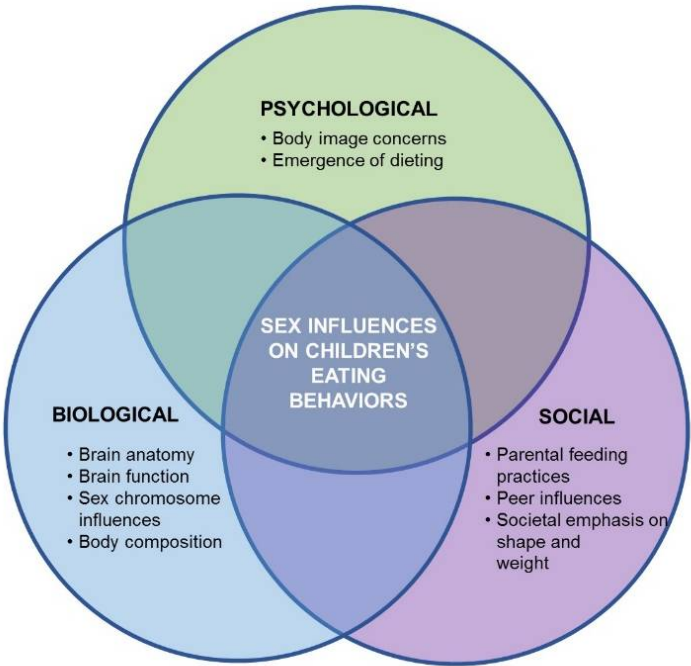 PSYCHOLOGICAL
• Body image concerns
• Emergence of dieting
SEX INFLUENCES
ON CHILDREN'S
EATING
BEHAVIORS
BIOLOGICAL
• Brain anatomy
• Brain function
• Sex chromosome
influences
• Body composition
SOCIAL
• Parental feeding
practices
• Peer influences
• Societal emphasis on
shape and
weight